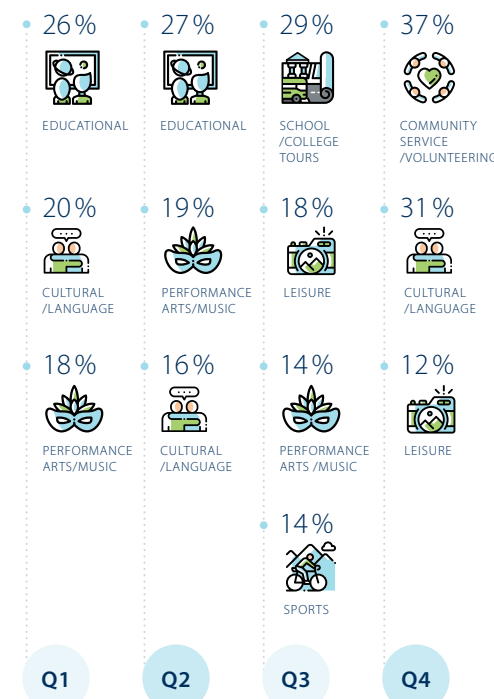 26%
EDUCATIONAL
27%
EDUCATIONAL
29%
SCHOOL
/COLLEGE
TOURS
37%
COMMUNITY
SERVICE
/VOLUNTEERING
20%
CULTURAL
/LANGUAGE
19%
PERFORMANCE
ARTS/MUSIC
18%
LEISURE
31%
CULTURAL
/LANGUAGE
18%
PERFORMANCE
ARTS/MUSIC
16%
CULTURAL
/LANGUAGE
14%
PERFORMANCE
ARTS /MUSIC
12%
LEISURE
14%
SPORTS
Q1
Q2
Q3
Q4